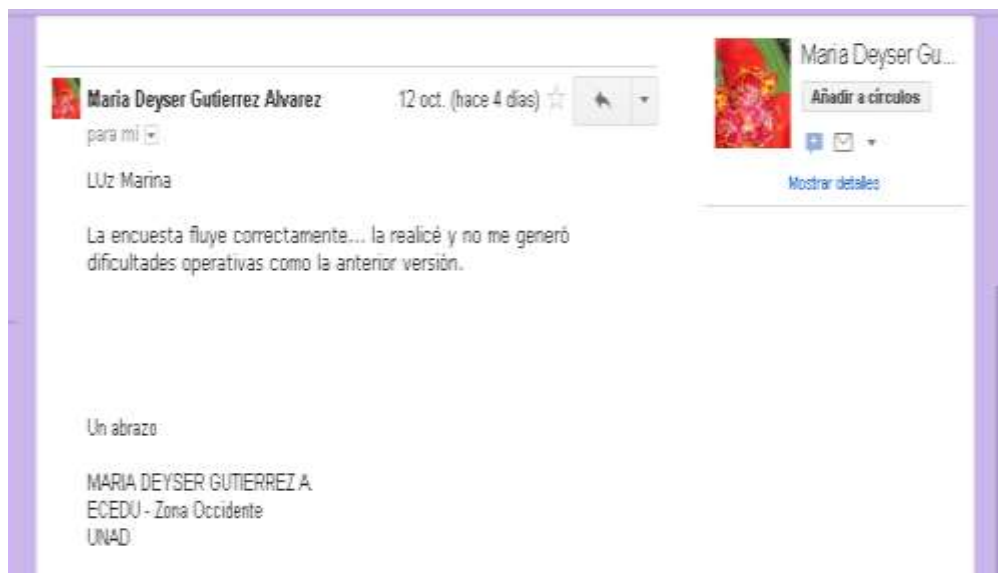 Maria Deyser Gutierrez Alvarez 12 oct. (hace 4 días)
para mí
LUz Marina
La encuesta fluye correctamente... la realicé y no me generó
dificultades operativas como la anterior versión.
Un abrazo
MARIA DEYSER GUTIERREZ A.
ECEDU - Zona Occidente
UNAD
Maria Deyser Gu...
Añadir a círculos
Mostrar detalles